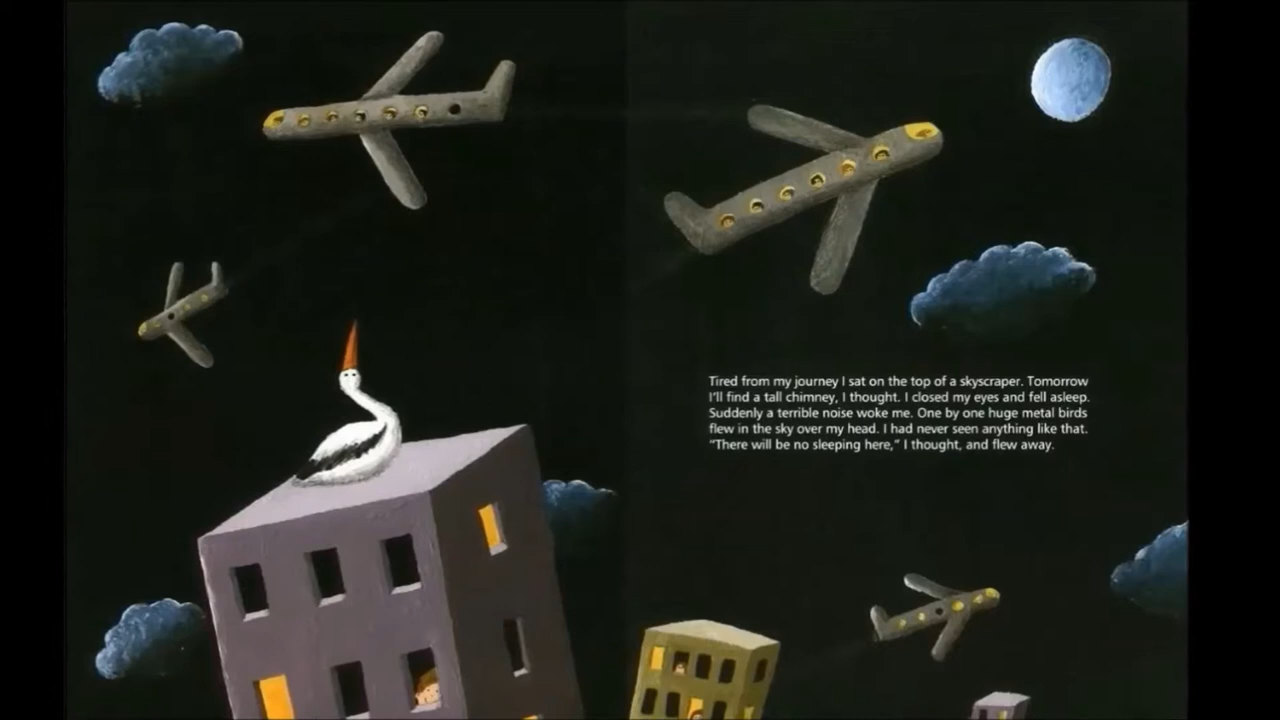 Tired from my journey I sat on the top of a skyscraper. Tomorrow
I'll find a tall chimney, I thought. I closed my eyes and fell asleep.
Suddenly a terrible noise woke me. One by one huge metal birds
flew in the sky over my head. I had never seen anything like that.
“There will be no sleeping here,” I thought, and flew away.